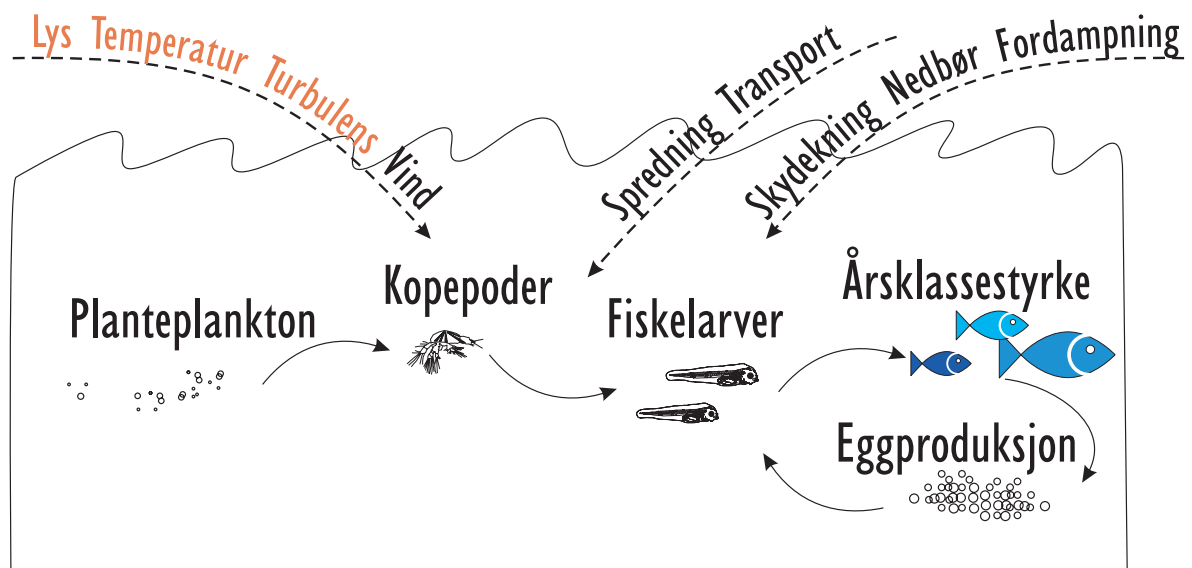 Lys Temperatur Turbulens Vind
Spredning Transport
Skydekning Nedbør Fordampning
Planteplankton
Kopepoder
Fiskelarver
Årsklassestyrke
Eggproduksjon